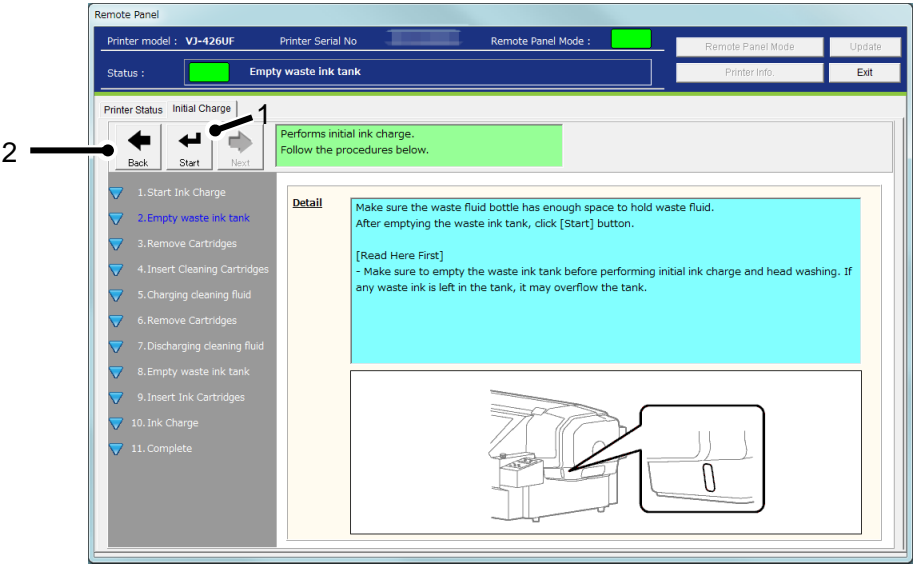 Remote Panel
Printer model : VJ-426UF Printer Serial No Remote Panel Mode :
Remote Panel Mode Update
Status : Empty waste ink tank
Printer Info. Exit
Printer Status Initial Charge
1
2
Back Start Next
Performs initial ink charge.
Follow the procedures below.
1.Start Ink Charge
2.Empty waste ink tank
3.Remove Cartridges
4.Insert Cleaning Cartridges
5.Charging cleaning fluid
6.Remove Cartridges
7.Discharging cleaning fluid
8.Empty waste ink tank
9.Insert Ink Cartridges
10.Ink Charge
11.Complete
Detail
Make sure the waste fluid bottle has enough space to hold waste fluid.
After emptying the waste ink tank, click [Start] button.
[Read Here First]
- Make sure to empty the waste ink tank before performing initial ink charge and head washing. If
any waste ink is left in the tank, it may overflow the tank.